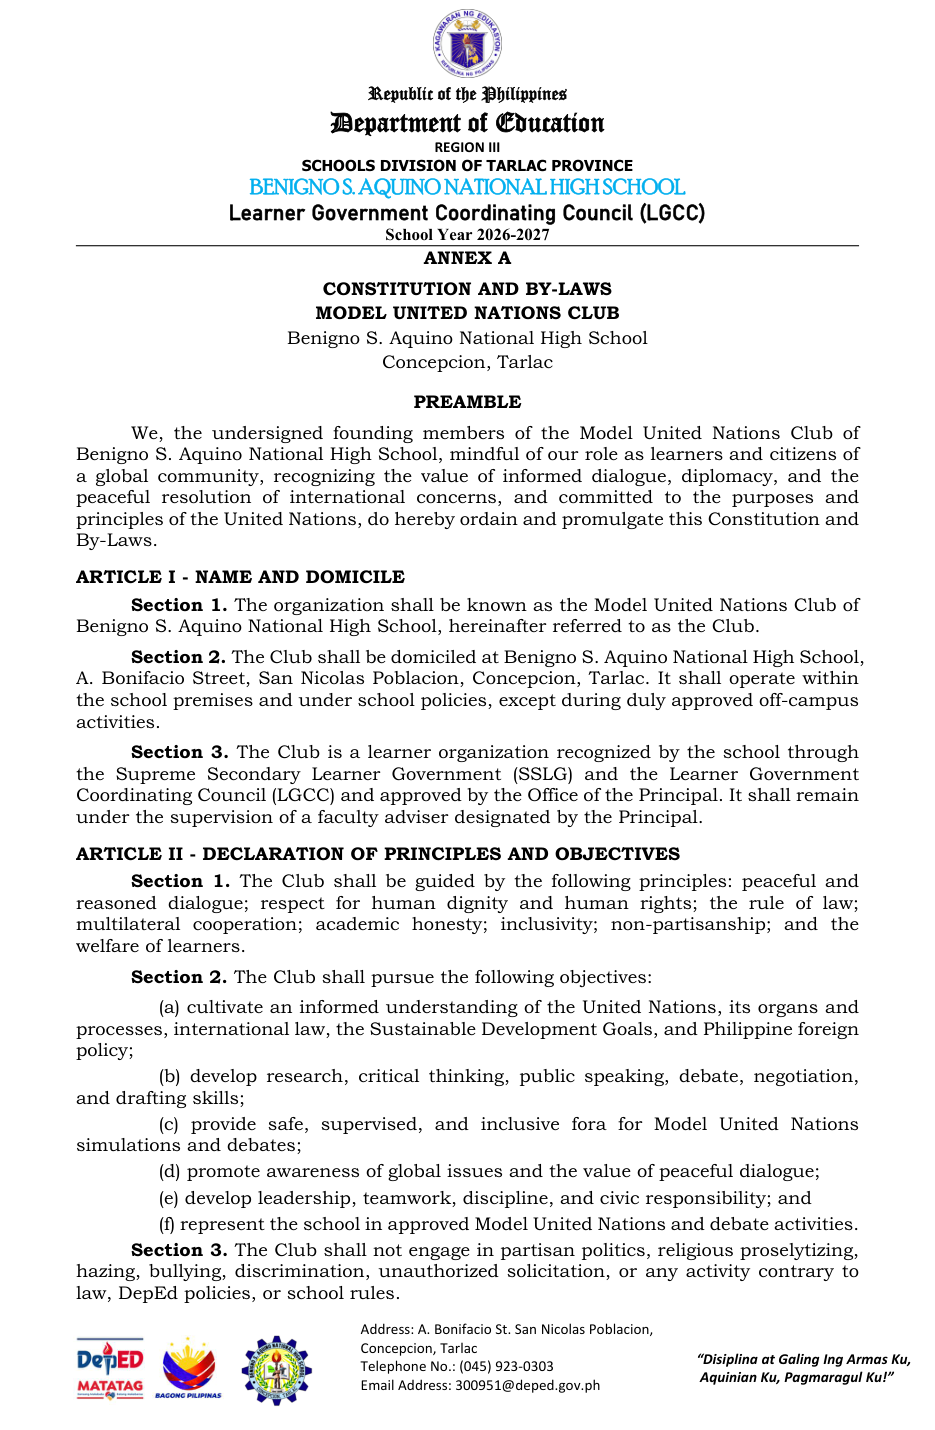 KAGAWARAN NG EDUKASYON
REPUBLIKA NG PILIPINAS
Republic of the Philippines
Department of Education
REGION III
SCHOOLS DIVISION OF TARLAC PROVINCE
BENIGNO S. AQUINO NATIONAL HIGH SCHOOL
Learner Government Coordinating Council (LGCC)
School Year 2026-2027
ANNEX A
CONSTITUTION AND BY-LAWS
MODEL UNITED NATIONS CLUB
Benigno S. Aquino National High School
Concepcion, Tarlac
PREAMBLE
We, the undersigned founding members of the Model United Nations Club of
Benigno S. Aquino National High School, mindful of our role as learners and citizens of
a global community, recognizing the value of informed dialogue, diplomacy, and the
peaceful resolution of international concerns, and committed to the purposes and
principles of the United Nations, do hereby ordain and promulgate this Constitution and
By-Laws.
ARTICLE I - NAME AND DOMICILE
Section 1. The organization shall be known as the Model United Nations Club of
Benigno S. Aquino National High School, hereinafter referred to as the Club.
Section 2. The Club shall be domiciled at Benigno S. Aquino National High School,
A. Bonifacio Street, San Nicolas Poblacion, Concepcion, Tarlac. It shall operate within
the school premises and under school policies, except during duly approved off-campus
activities.
Section 3. The Club is a learner organization recognized by the school through
the Supreme Secondary Learner Government (SSLG) and the Learner Government
Coordinating Council (LGCC) and approved by the Office of the Principal. It shall remain
under the supervision of a faculty adviser designated by the Principal.
ARTICLE II - DECLARATION OF PRINCIPLES AND OBJECTIVES
Section 1. The Club shall be guided by the following principles: peaceful and
reasoned dialogue; respect for human dignity and human rights; the rule of law;
multilateral cooperation; academic honesty; inclusivity; non-partisanship; and the
welfare of learners.
Section 2. The Club shall pursue the following objectives:
(a) cultivate an informed understanding of the United Nations, its organs and
processes, international law, the Sustainable Development Goals, and Philippine foreign
policy;
(b) develop research, critical thinking, public speaking, debate, negotiation,
and drafting skills;
(c) provide safe, supervised, and inclusive fora for Model United Nations
simulations and debates;
(d) promote awareness of global issues and the value of peaceful dialogue;
(e) develop leadership, teamwork, discipline, and civic responsibility; and
(f) represent the school in approved Model United Nations and debate activities.
Section 3. The Club shall not engage in partisan politics, religious proselytizing,
hazing, bullying, discrimination, unauthorized solicitation, or any activity contrary to
law, DepEd policies, or school rules.
DepED
MATATAG
BAGONG PILIPINAS
Address: A. Bonifacio St. San Nicolas Poblacion,
Concepcion, Tarlac
Telephone No.: (045) 923-0303
Email Address: 300951@deped.gov.ph
“Disiplina at Galing Ing Armas Ku,
Aquinian Ku, Pagmaragul Ku!”